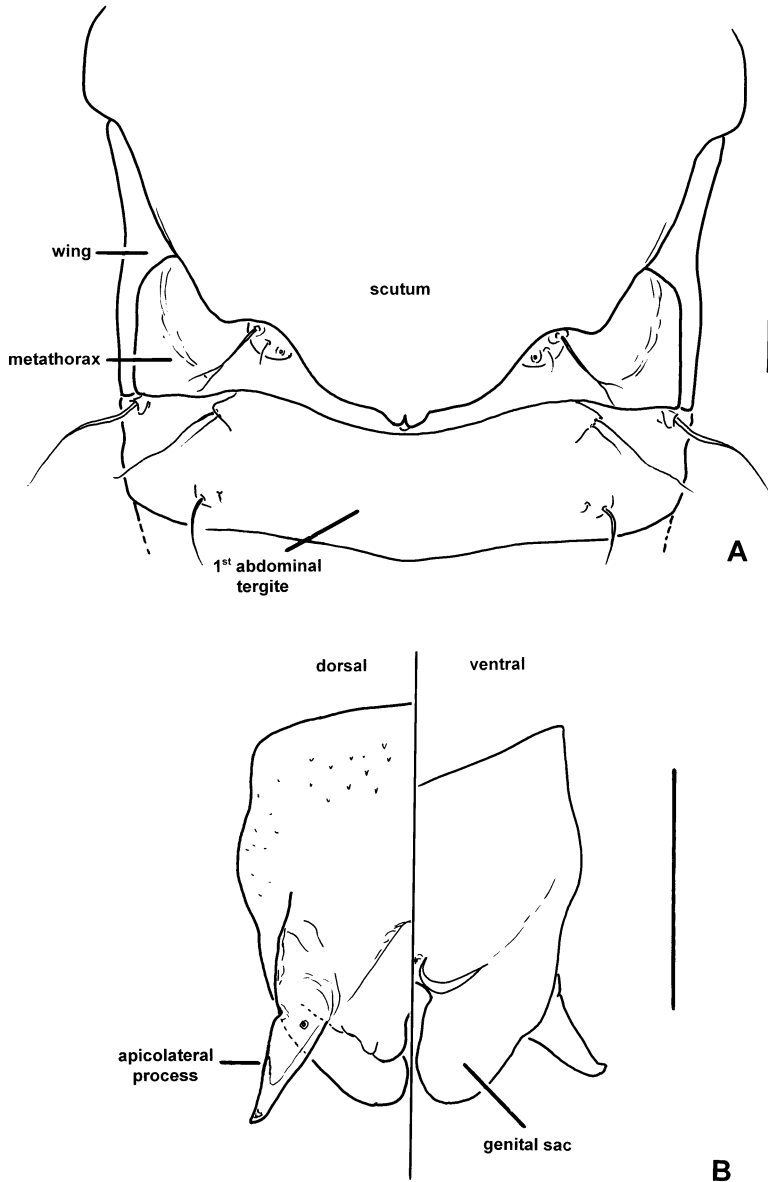 wing
scutum
metathorax
1st abdominal
tergite
A
dorsal
ventral
apicolateral
process
genital sac
B